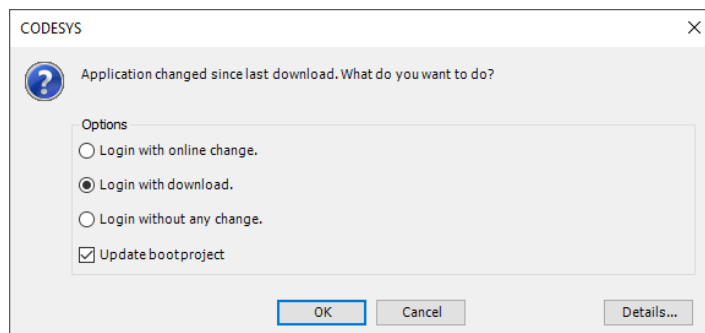 CODESYS
Application changed since last download. What do you want to do?
Options
Login with online change.
Login with download.
Login without any change.
Update bootproject
OK
Cancel
Details...